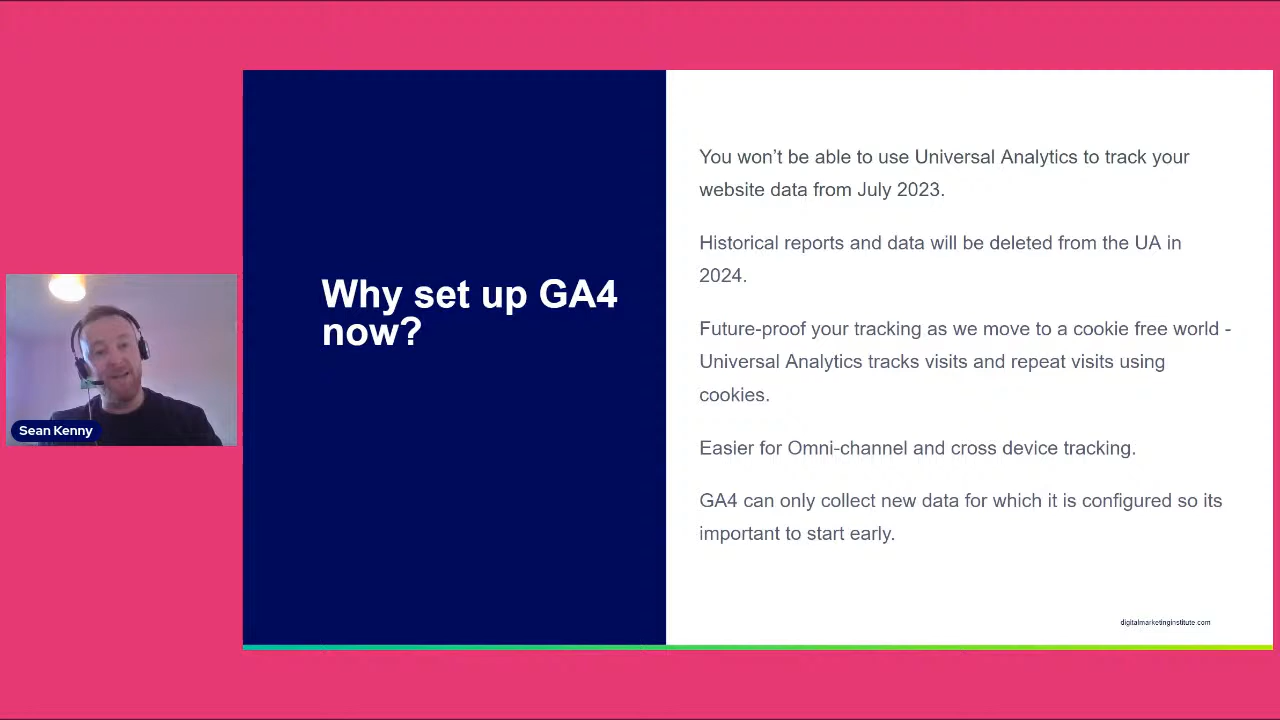 Why set up GA4
now?
You won’t be able to use Universal Analytics to track your
website data from July 2023.
Historical reports and data will be deleted from the UA in
2024.
Future-proof your tracking as we move to a cookie free world -
Universal Analytics tracks visits and repeat visits using
cookies.
Easier for Omni-channel and cross device tracking.
GA4 can only collect new data for which it is configured so its
important to start early.
digitalmarketinginstitute.com
Sean Kenny